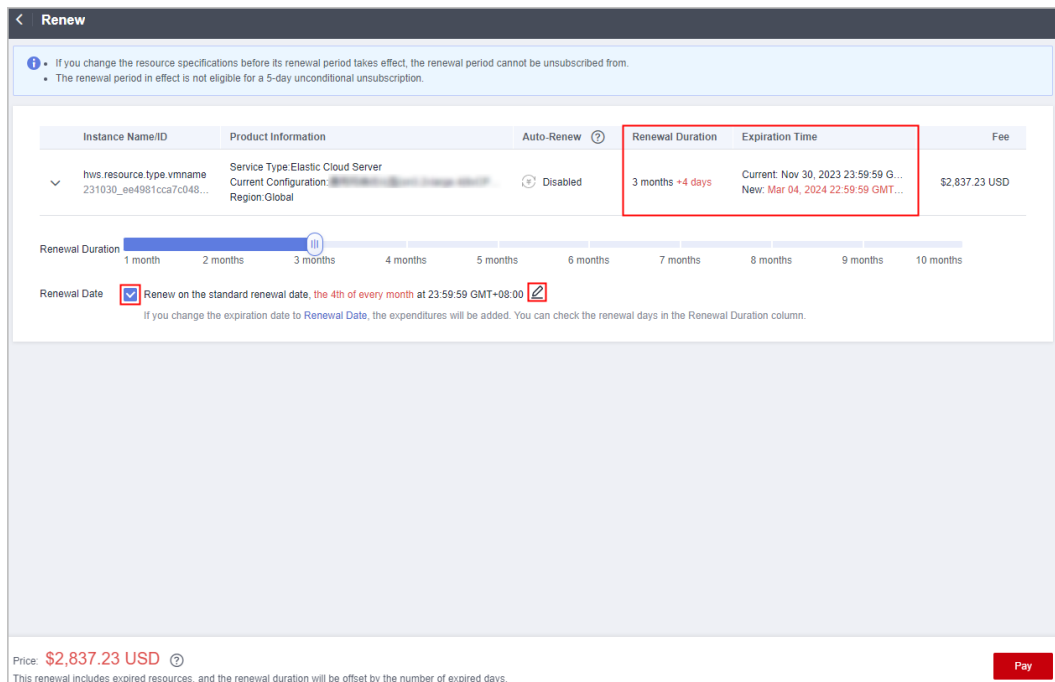 Renew
If you change the resource specifications before its renewal period takes effect, the renewal period cannot be unsubscribed from.
The renewal period in effect is not eligible for a 5-day unconditional unsubscription.
Instance Name/ID Product Information Auto-Renew Renewal Duration Expiration Time Fee
hws.resource.type.vmname
231030_ee4981cca7c048...
Service Type:Elastic Cloud Server
Current Configuration:
Region:Global
Disabled
3 months +4 days
Current: Nov 30, 2023 23:59:59 G...
New: Mar 04, 2024 22:59:59 GMT...
$2,837.23 USD
Renewal Duration
1 month 2 months 3 months 4 months 5 months 6 months 7 months 8 months 9 months 10 months
Renewal Date Renew on the standard renewal date, the 4th of every month at 23:59:59 GMT+08:00
If you change the expiration date to Renewal Date, the expenditures will be added. You can check the renewal days in the Renewal Duration column.
Price: $2,837.23 USD
This renewal includes expired resources, and the renewal duration will be offset by the number of expired days.
Pay